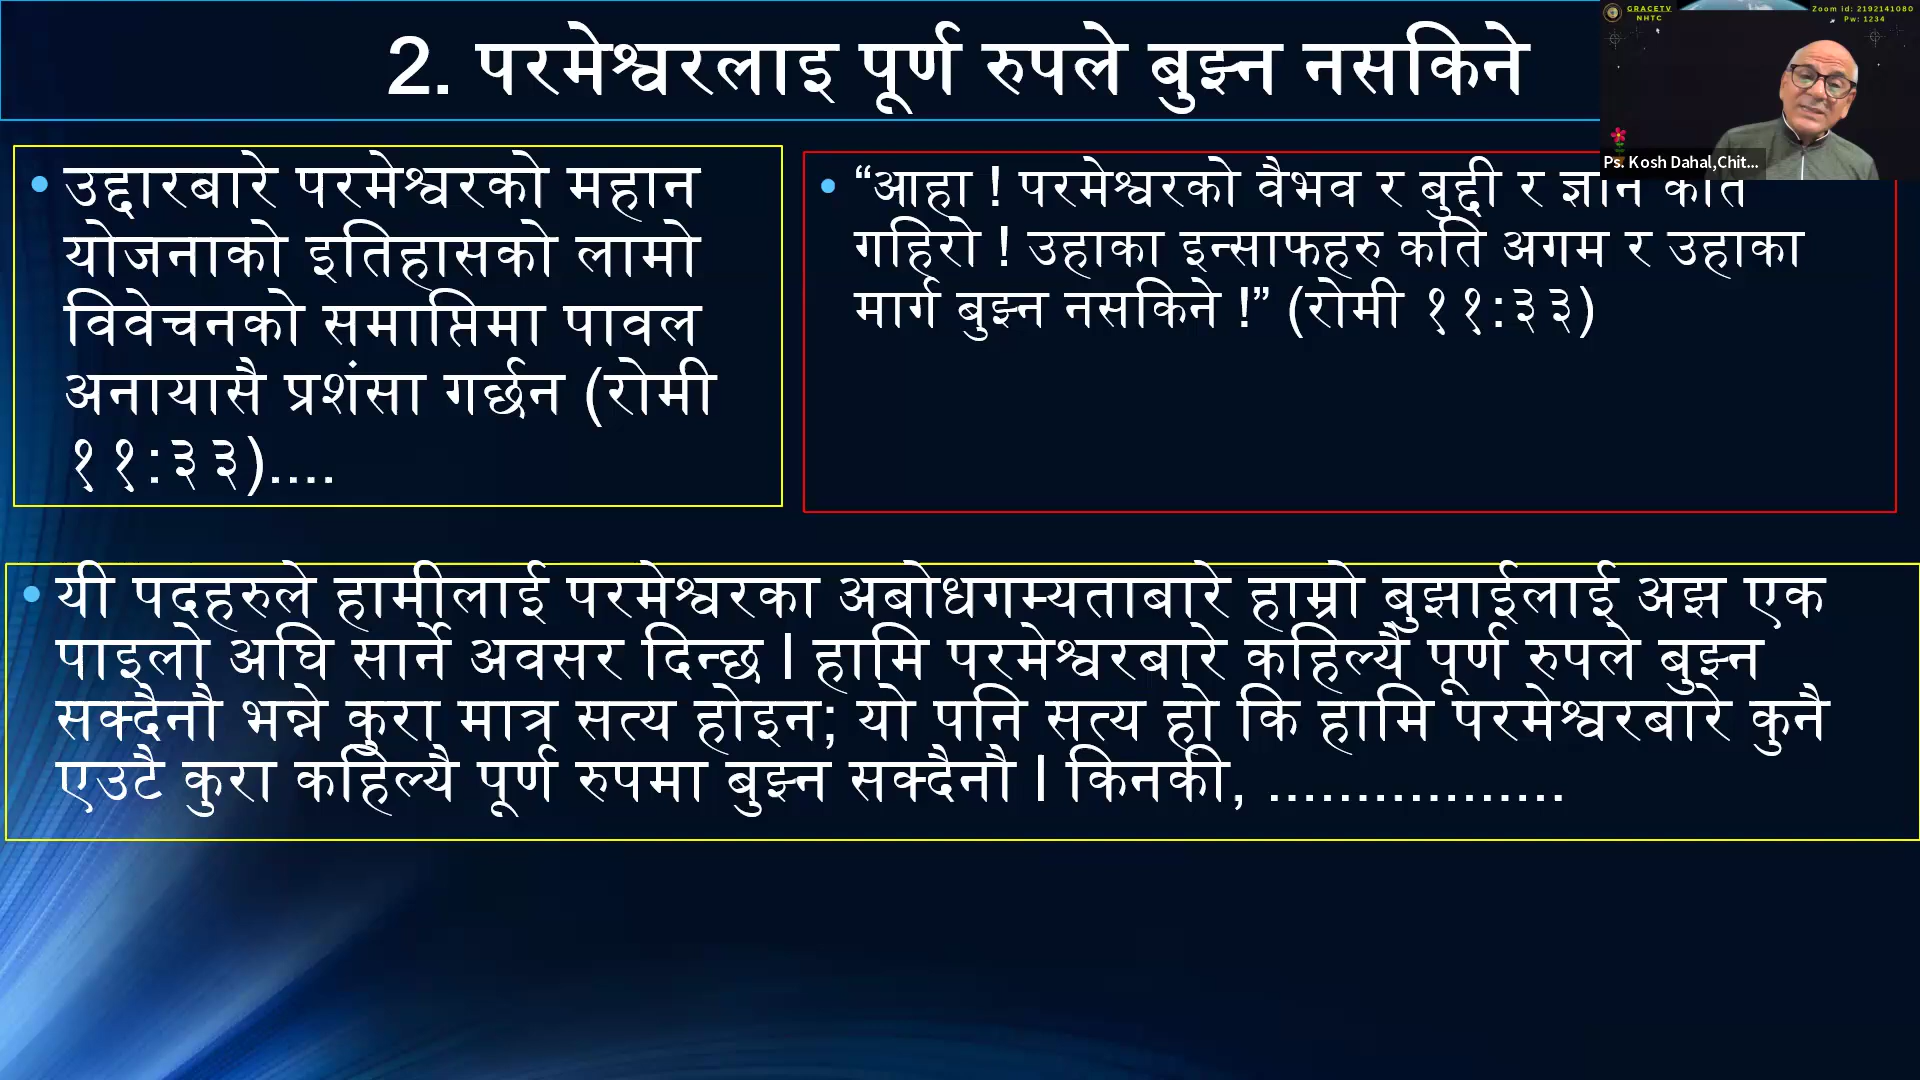 2. परमेश्वरलाइ पूर्ण रुपले बुझ्न नसकिने
GRACETV
NHTC
Zoom id: 2192141080
Pw: 1234
Ps. Kosh Dahal,Chit...
• उद्दारबारे परमेश्वरको महान
योजनाको इतिहासको लामो
विवेचनको समाप्तिमा पावल
अनायासै प्रशंसा गर्छन (रोमी
११:३३)....
• “आहा ! परमेश्वरको वैभव र बुद्दी र ज्ञान कति
गहिरो ! उहाका इन्साफहरु कति अगम र उहाका
मार्ग बुझ्न नसकिने !” (रोमी ११:३३)
• यी पदहरुले हामीलाई परमेश्वरका अबोधगम्यताबारे हाम्रो बुझाईलाई अझ एक
पाइलो अघि सार्ने अवसर दिन्छ l हामि परमेश्वरबारे कहिल्यै पूर्ण रुपले बुझ्न
सक्दैनौ भन्ने कुरा मात्र सत्य होइन; यो पनि सत्य हो कि हामि परमेश्वरबारे कुनै
एउटै कुरा कहिल्यै पूर्ण रुपमा बुझ्न सक्दैनौ l किनकी, .................